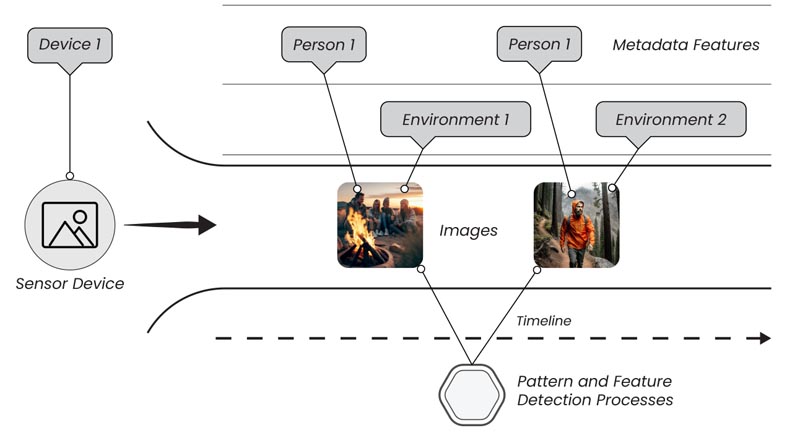 Device 1
Person 1
Person 1
Metadata Features
Environment 1
Environment 2
Images
Sensor Device
Timeline
Pattern and Feature
Detection Processes